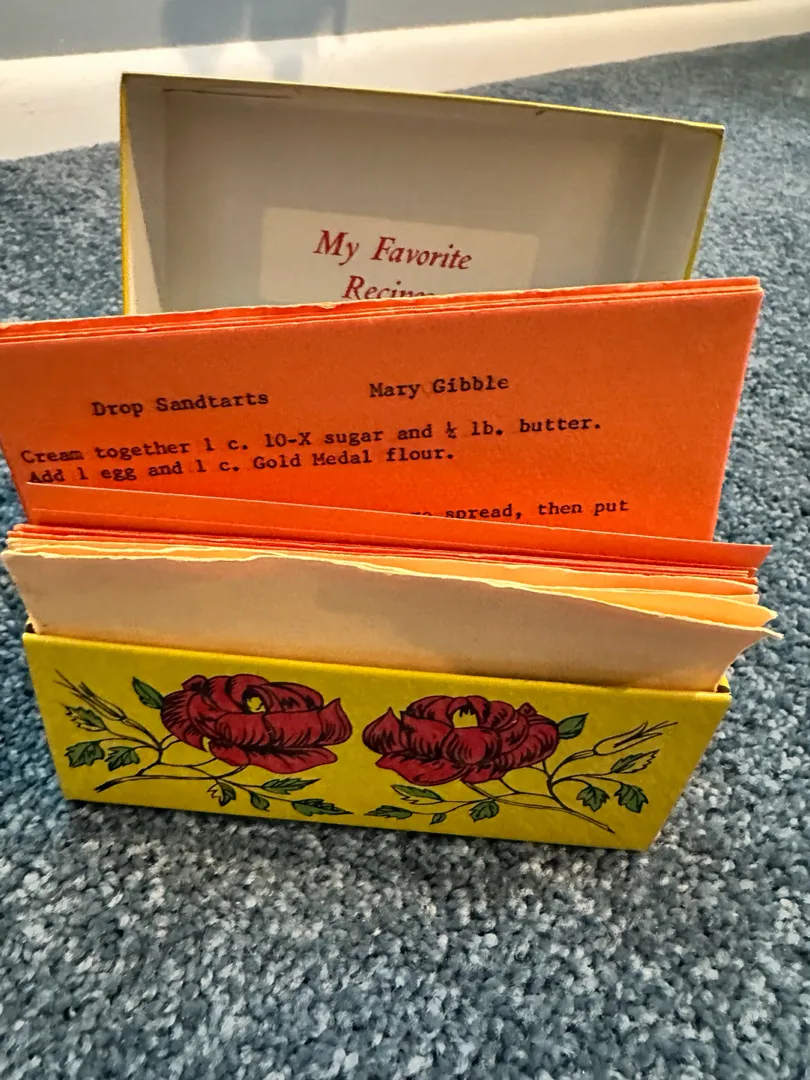 My Favorite
Drop Sandtarts Mary Gibble
Cream together 1 c. 10-X sugar and ½ lb. butter.
Add 1 egg and 1 c. Gold Medal flour.
spread, then put